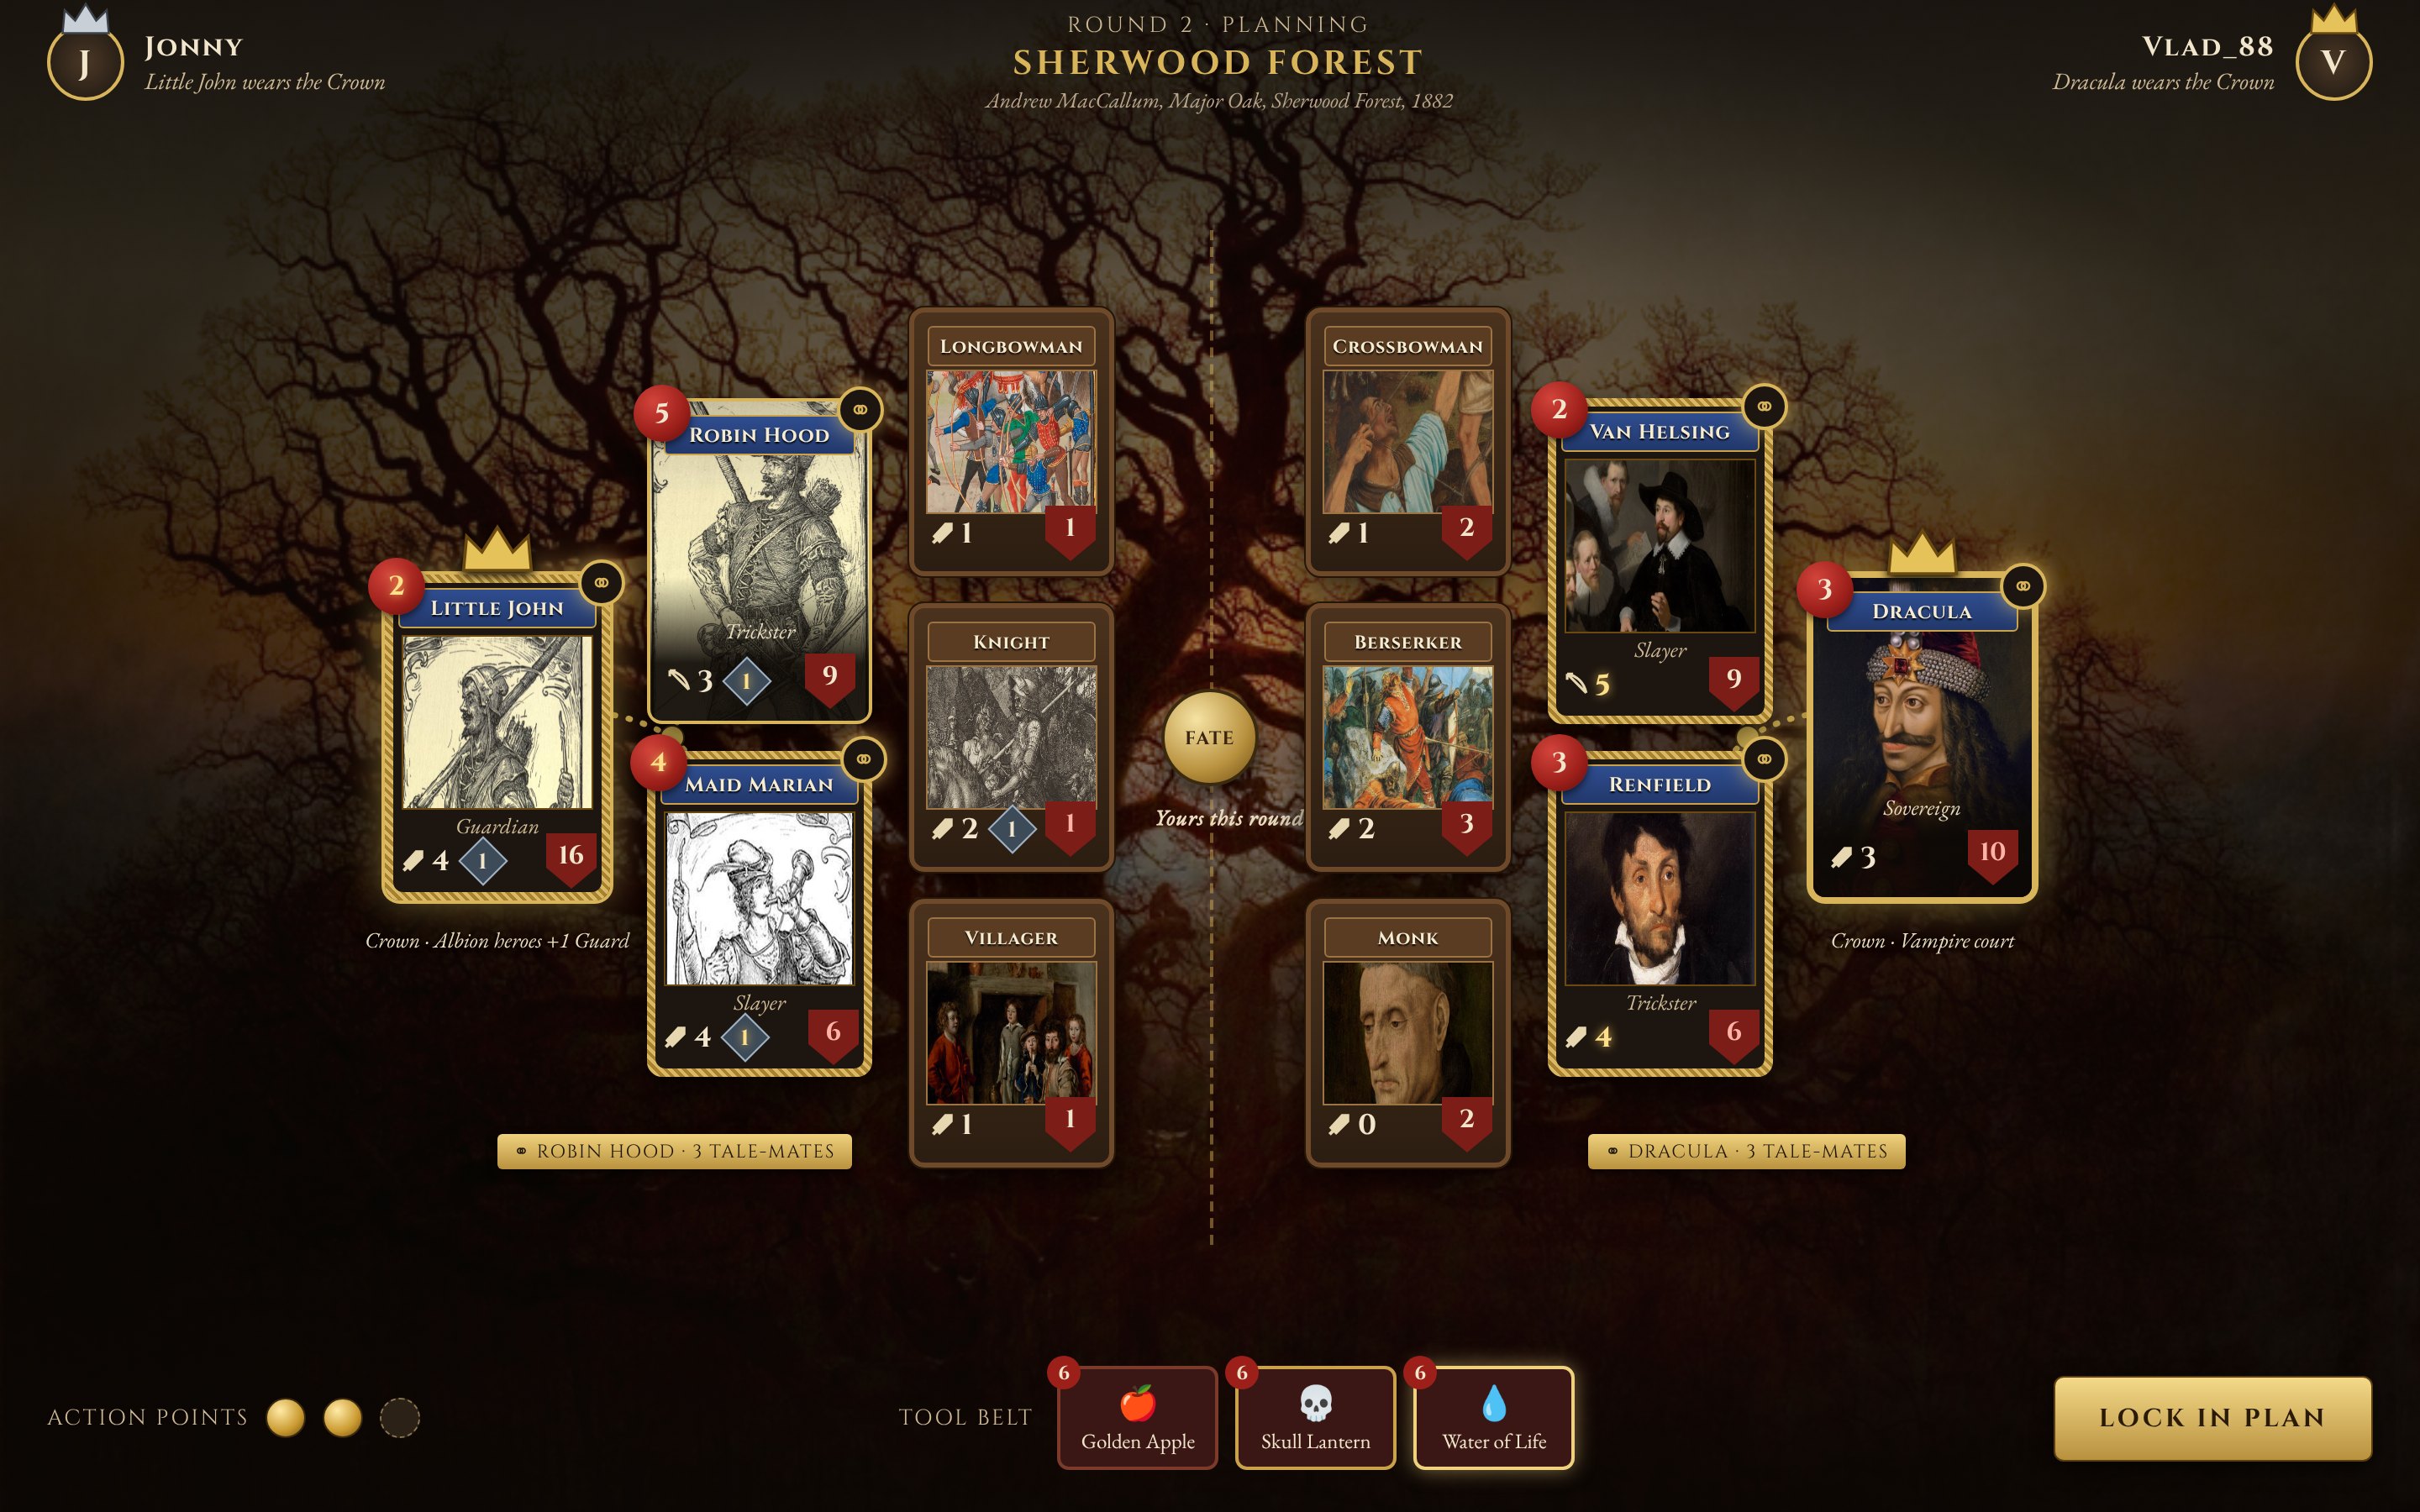 J
JONNY
Little John wears the Crown
ROUND 2 · PLANNING
SHERWOOD FOREST
Andrew MacCallum, Major Oak, Sherwood Forest, 1882
VLAD_88
Dracula wears the Crown
V
2
LITTLE JOHN
Guardian
4
1
16
Crown · Albion heroes +1 Guard
5
ROBIN HOOD
Trickster
3
1
9
4
MAID MARIAN
Slayer
4
1
6
ROBIN HOOD · 3 TALE-MATES
LONGBOWMAN
1
1
KNIGHT
2
1
1
VILLAGER
1
1
FATE
Yours this round
CROSSBOWMAN
1
2
BERSERKER
2
3
MONK
0
2
2
VAN HELSING
Slayer
5
9
3
RENFIELD
Trickster
4
6
3
DRACULA
Sovereign
3
10
Crown · Vampire court
DRACULA · 3 TALE-MATES
ACTION POINTS
TOOL BELT
6
Golden Apple
6
Skull Lantern
6
Water of Life
LOCK IN PLAN